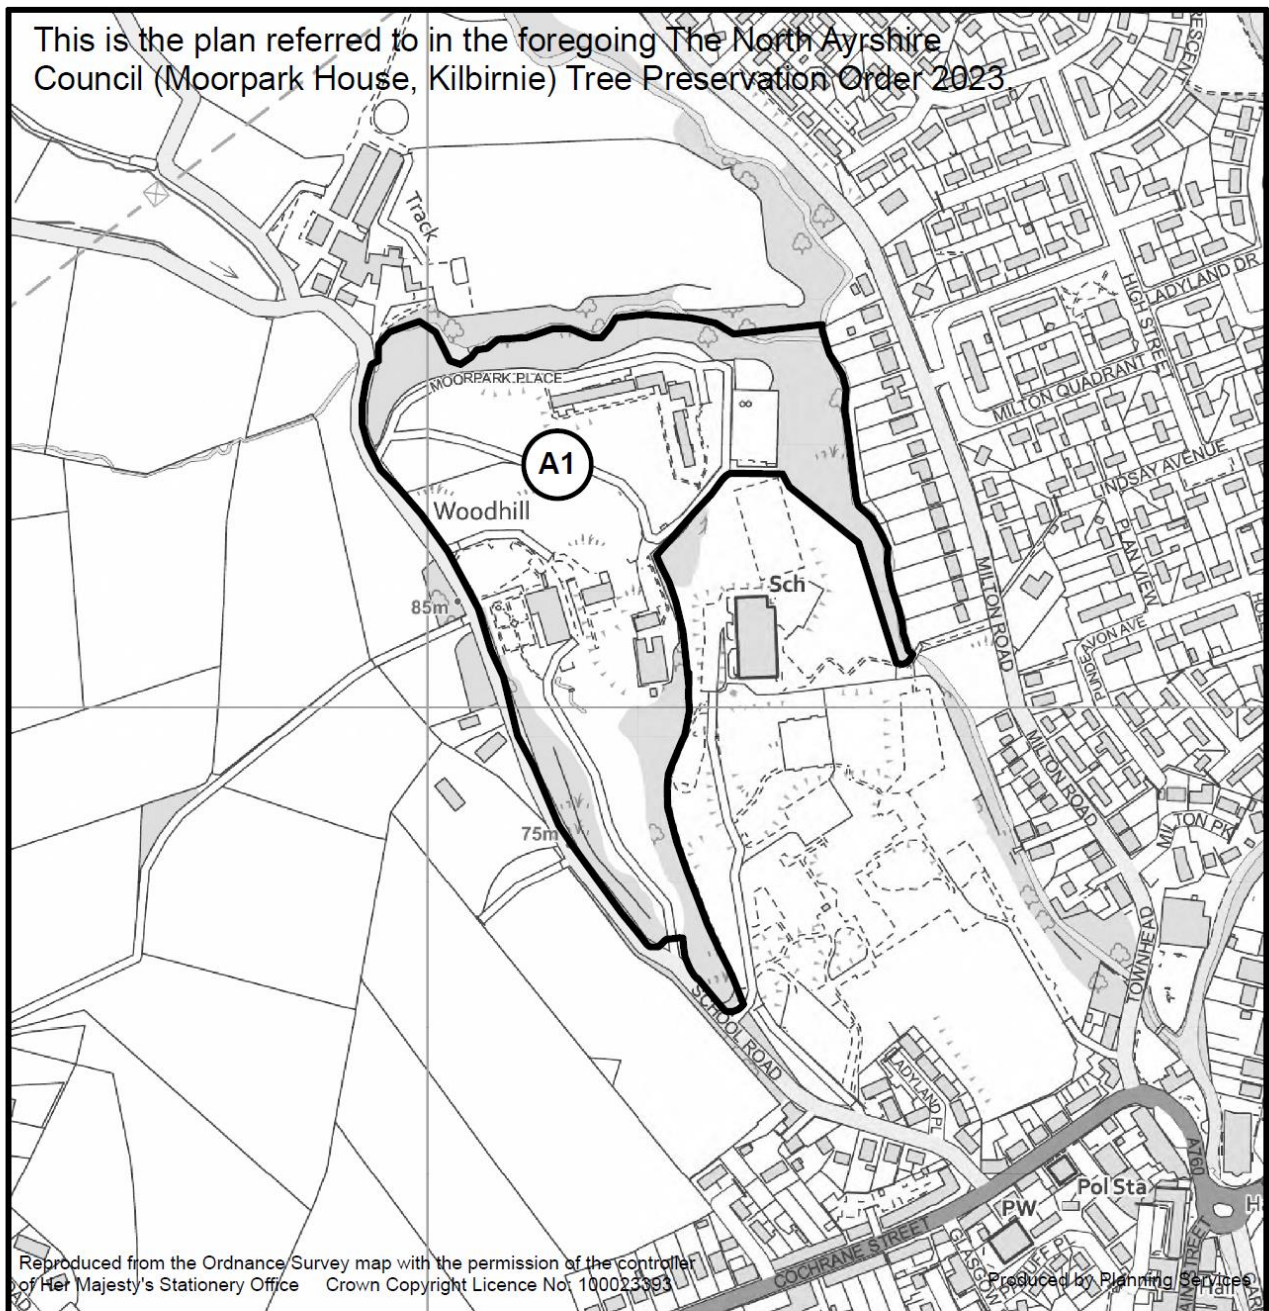 This is the plan referred to in the foregoing The North Ayrshire
Council (Moorpark House, Kilbirnie) Tree Preservation Order 2023.
Track
LADYLAND DR
HIGH STREET
MILTON QUADRANT
MOORPARK PLACE
A1
LINDSAY AVENUE
Woodhill
PLAN VIEW
MILTON ROAD
Sch
85m
PUNDEAVON AVE
MILTON ROAD
75m
MILTON PK
TOWNHEAD
SCHOOL ROAD
LADYLAND PL
A760
Pol Sta
PW
COCHRANE STREET
Reproduced from the Ordnance Survey map with the permission of the controller
of Her Majesty's Stationery Office Crown Copyright Licence No: 100023393
Produced by Planning Services
Hall